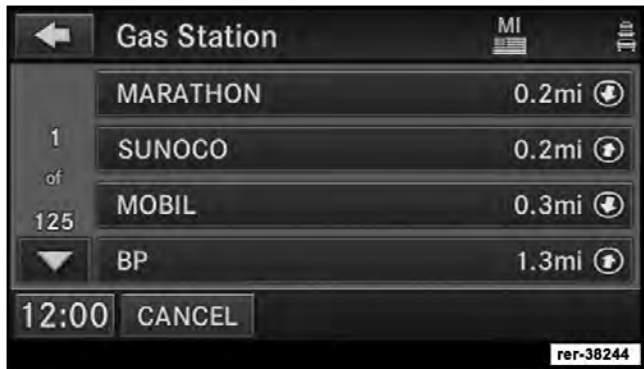 Gas Station MI
MARATHON 0.2mi
1
SUNOCO 0.2mi
of
MOBIL 0.3mi
125
BP 1.3mi
12:00 CANCEL
rer-38244